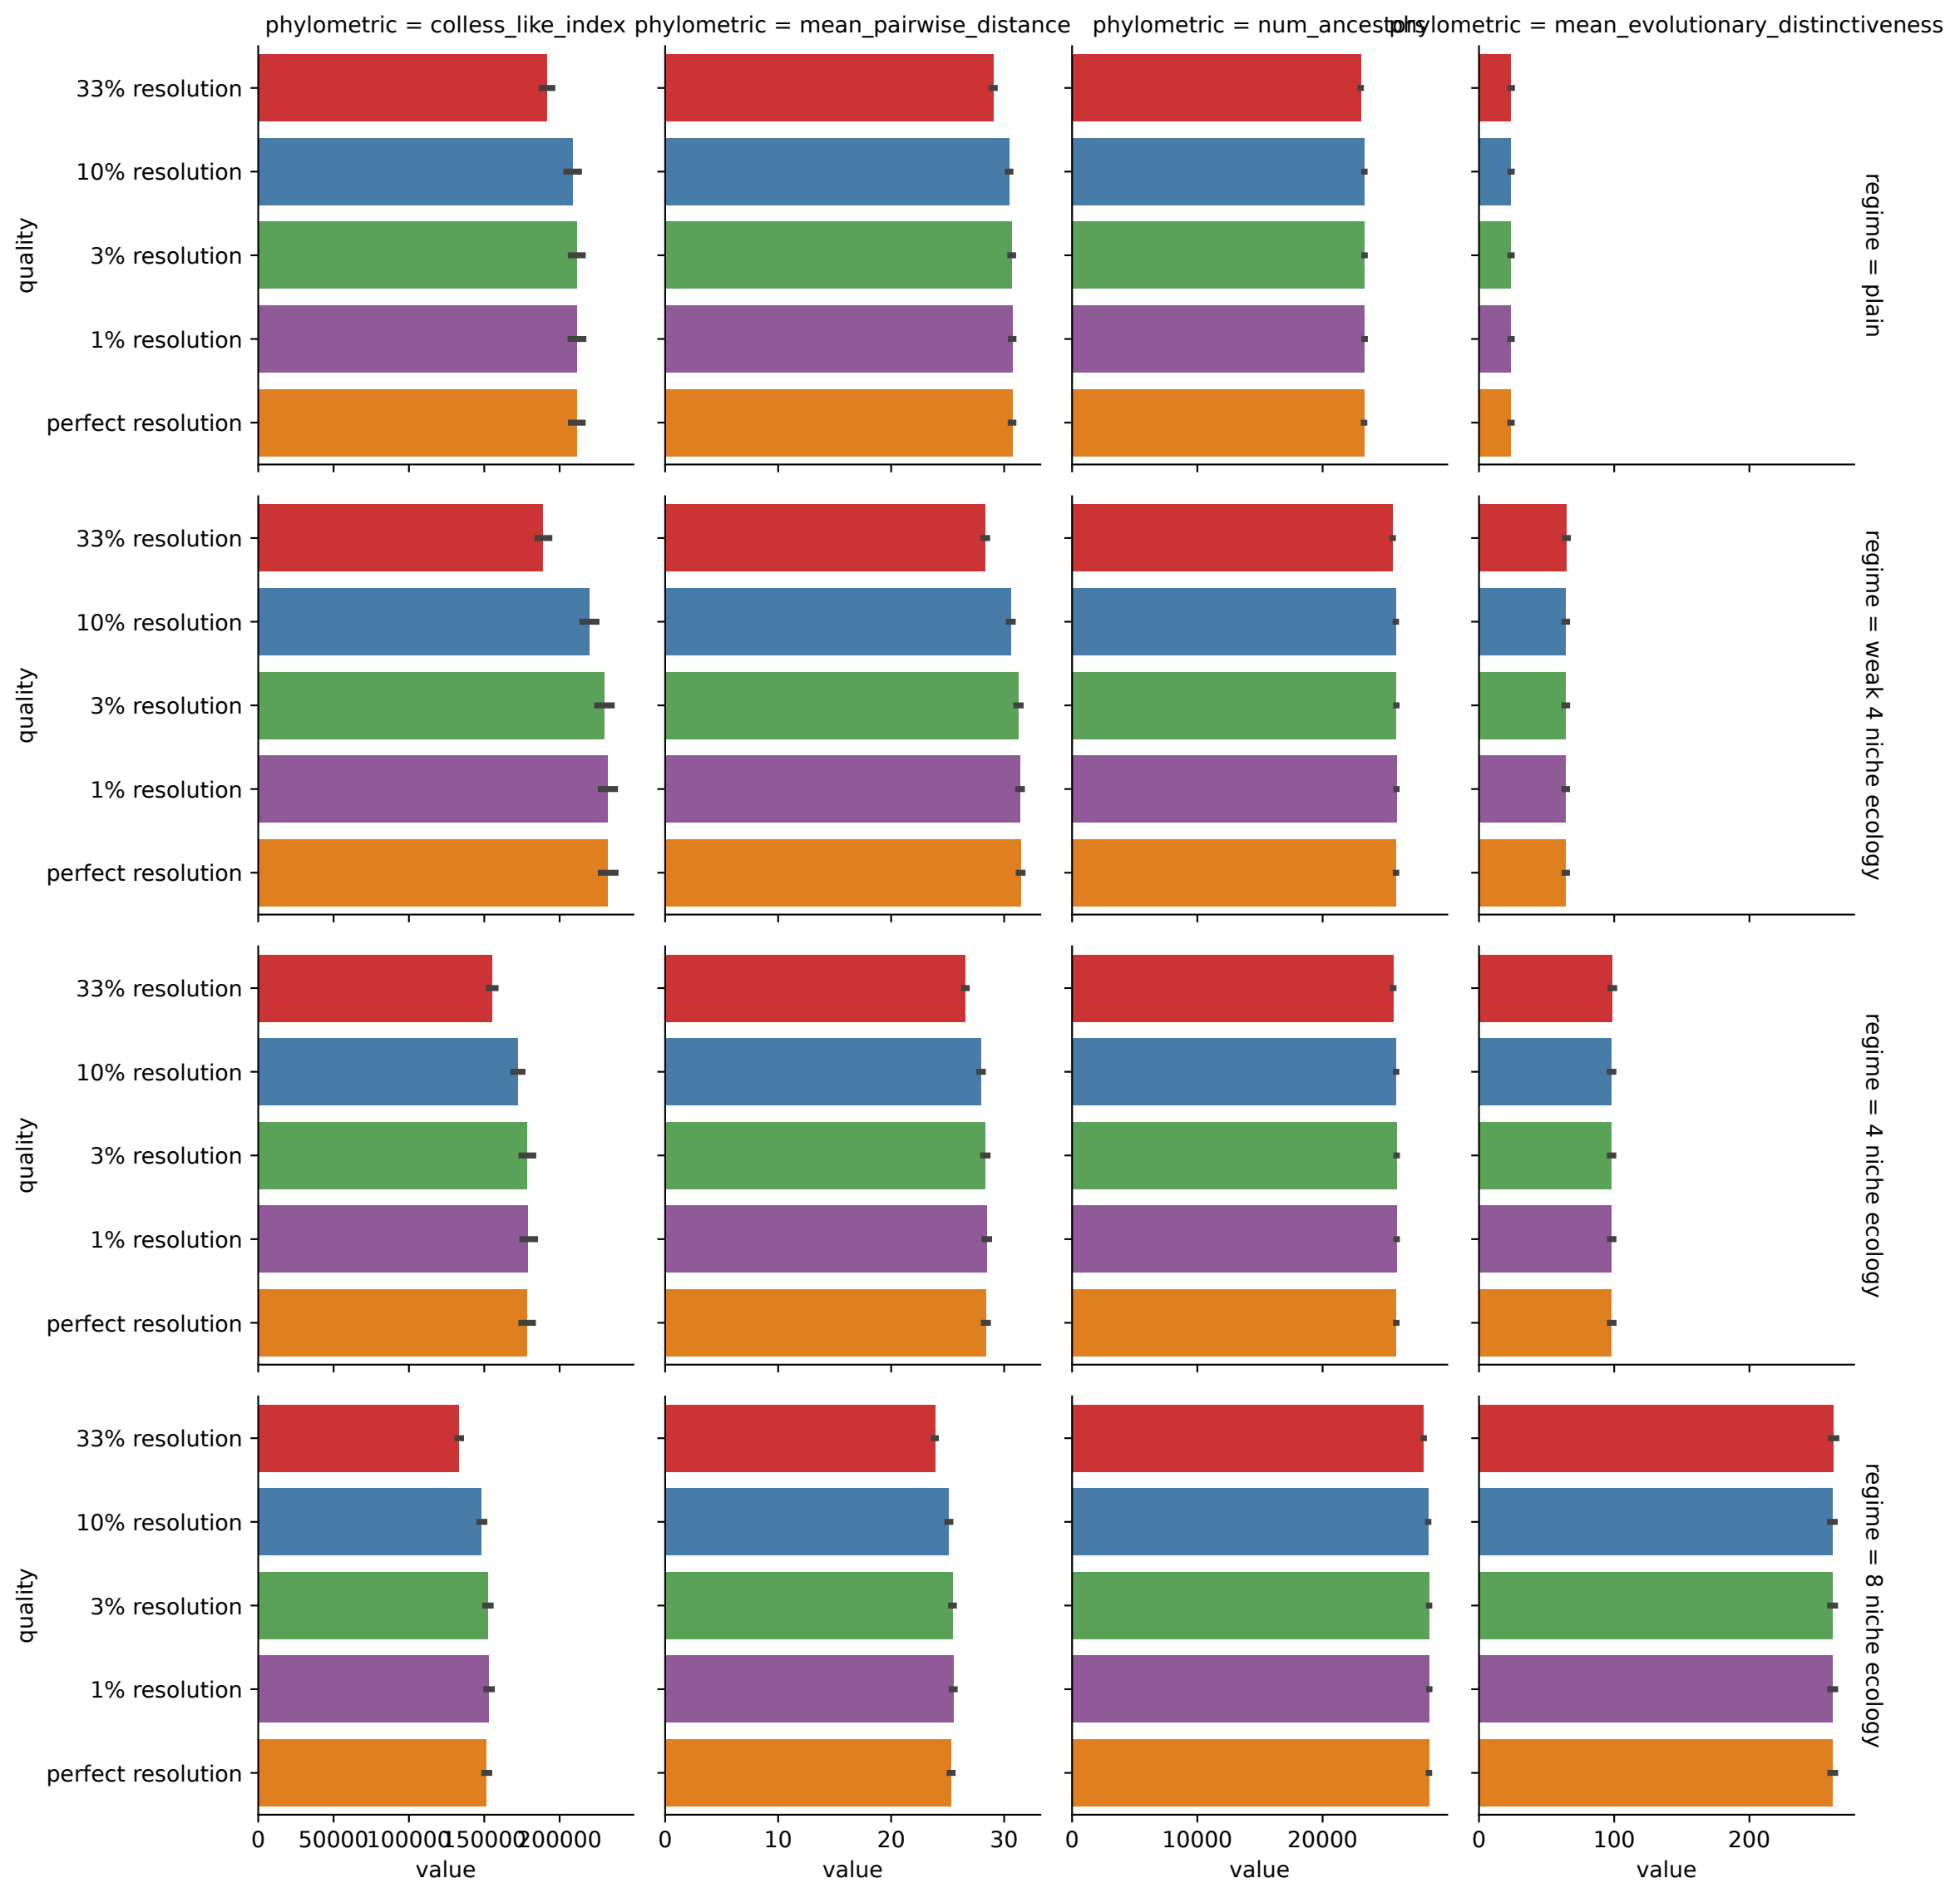 phylometric = colless_like_index
phylometric = mean_pairwise_distance
phylometric = num_ancestors
phylometric = mean_evolutionary_distinctiveness
quality
33% resolution
10% resolution
3% resolution
1% resolution
perfect resolution
regime = plain
quality
33% resolution
10% resolution
3% resolution
1% resolution
perfect resolution
regime = weak 4 niche ecology
quality
33% resolution
10% resolution
3% resolution
1% resolution
perfect resolution
regime = 4 niche ecology
quality
33% resolution
10% resolution
3% resolution
1% resolution
perfect resolution
regime = 8 niche ecology
0 50000 100000 150000 200000
0 10 20 30
0 10000 20000
0 100 200
value
value
value
value